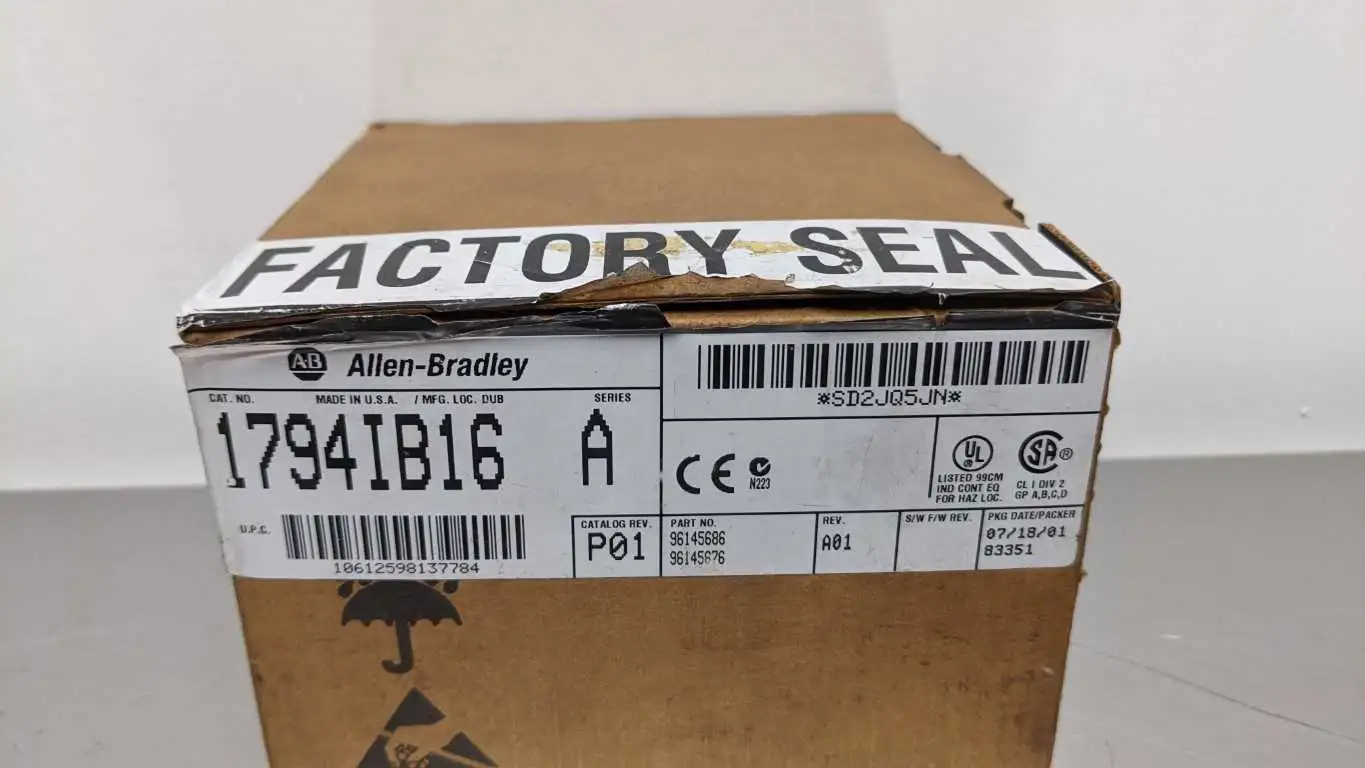 FACTORY SEAL
A-B Allen-Bradley
CAT. NO. MADE IN U.S.A. / MFG. LOC. DUB SERIES
1794IB16 A
U.P.C.
10612598137784
CATALOG REV.
P01
*SD2JQ5JN*
CE N223
UL
LISTED 99CM
IND CONT EQ
FOR HAZ LOC.
SA ®
CL I DIV 2
GP A,B,C,D
PART NO.
96145686
96145676
REV.
A01
S/W F/W REV.
PKG DATE/PACKER
07/18/01
83351